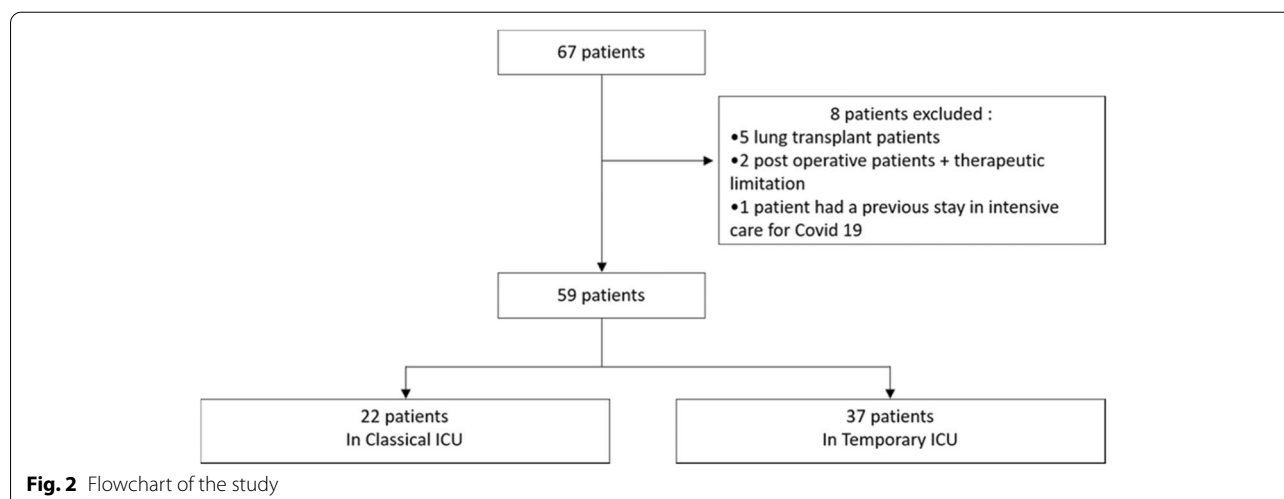 67 patients
8 patients excluded :
•5 lung transplant patients
•2 post operative patients + therapeutic
limitation
•1 patient had a previous stay in intensive
care for Covid 19
59 patients
22 patients
In Classical ICU
37 patients
In Temporary ICU
Fig. 2 Flowchart of the study